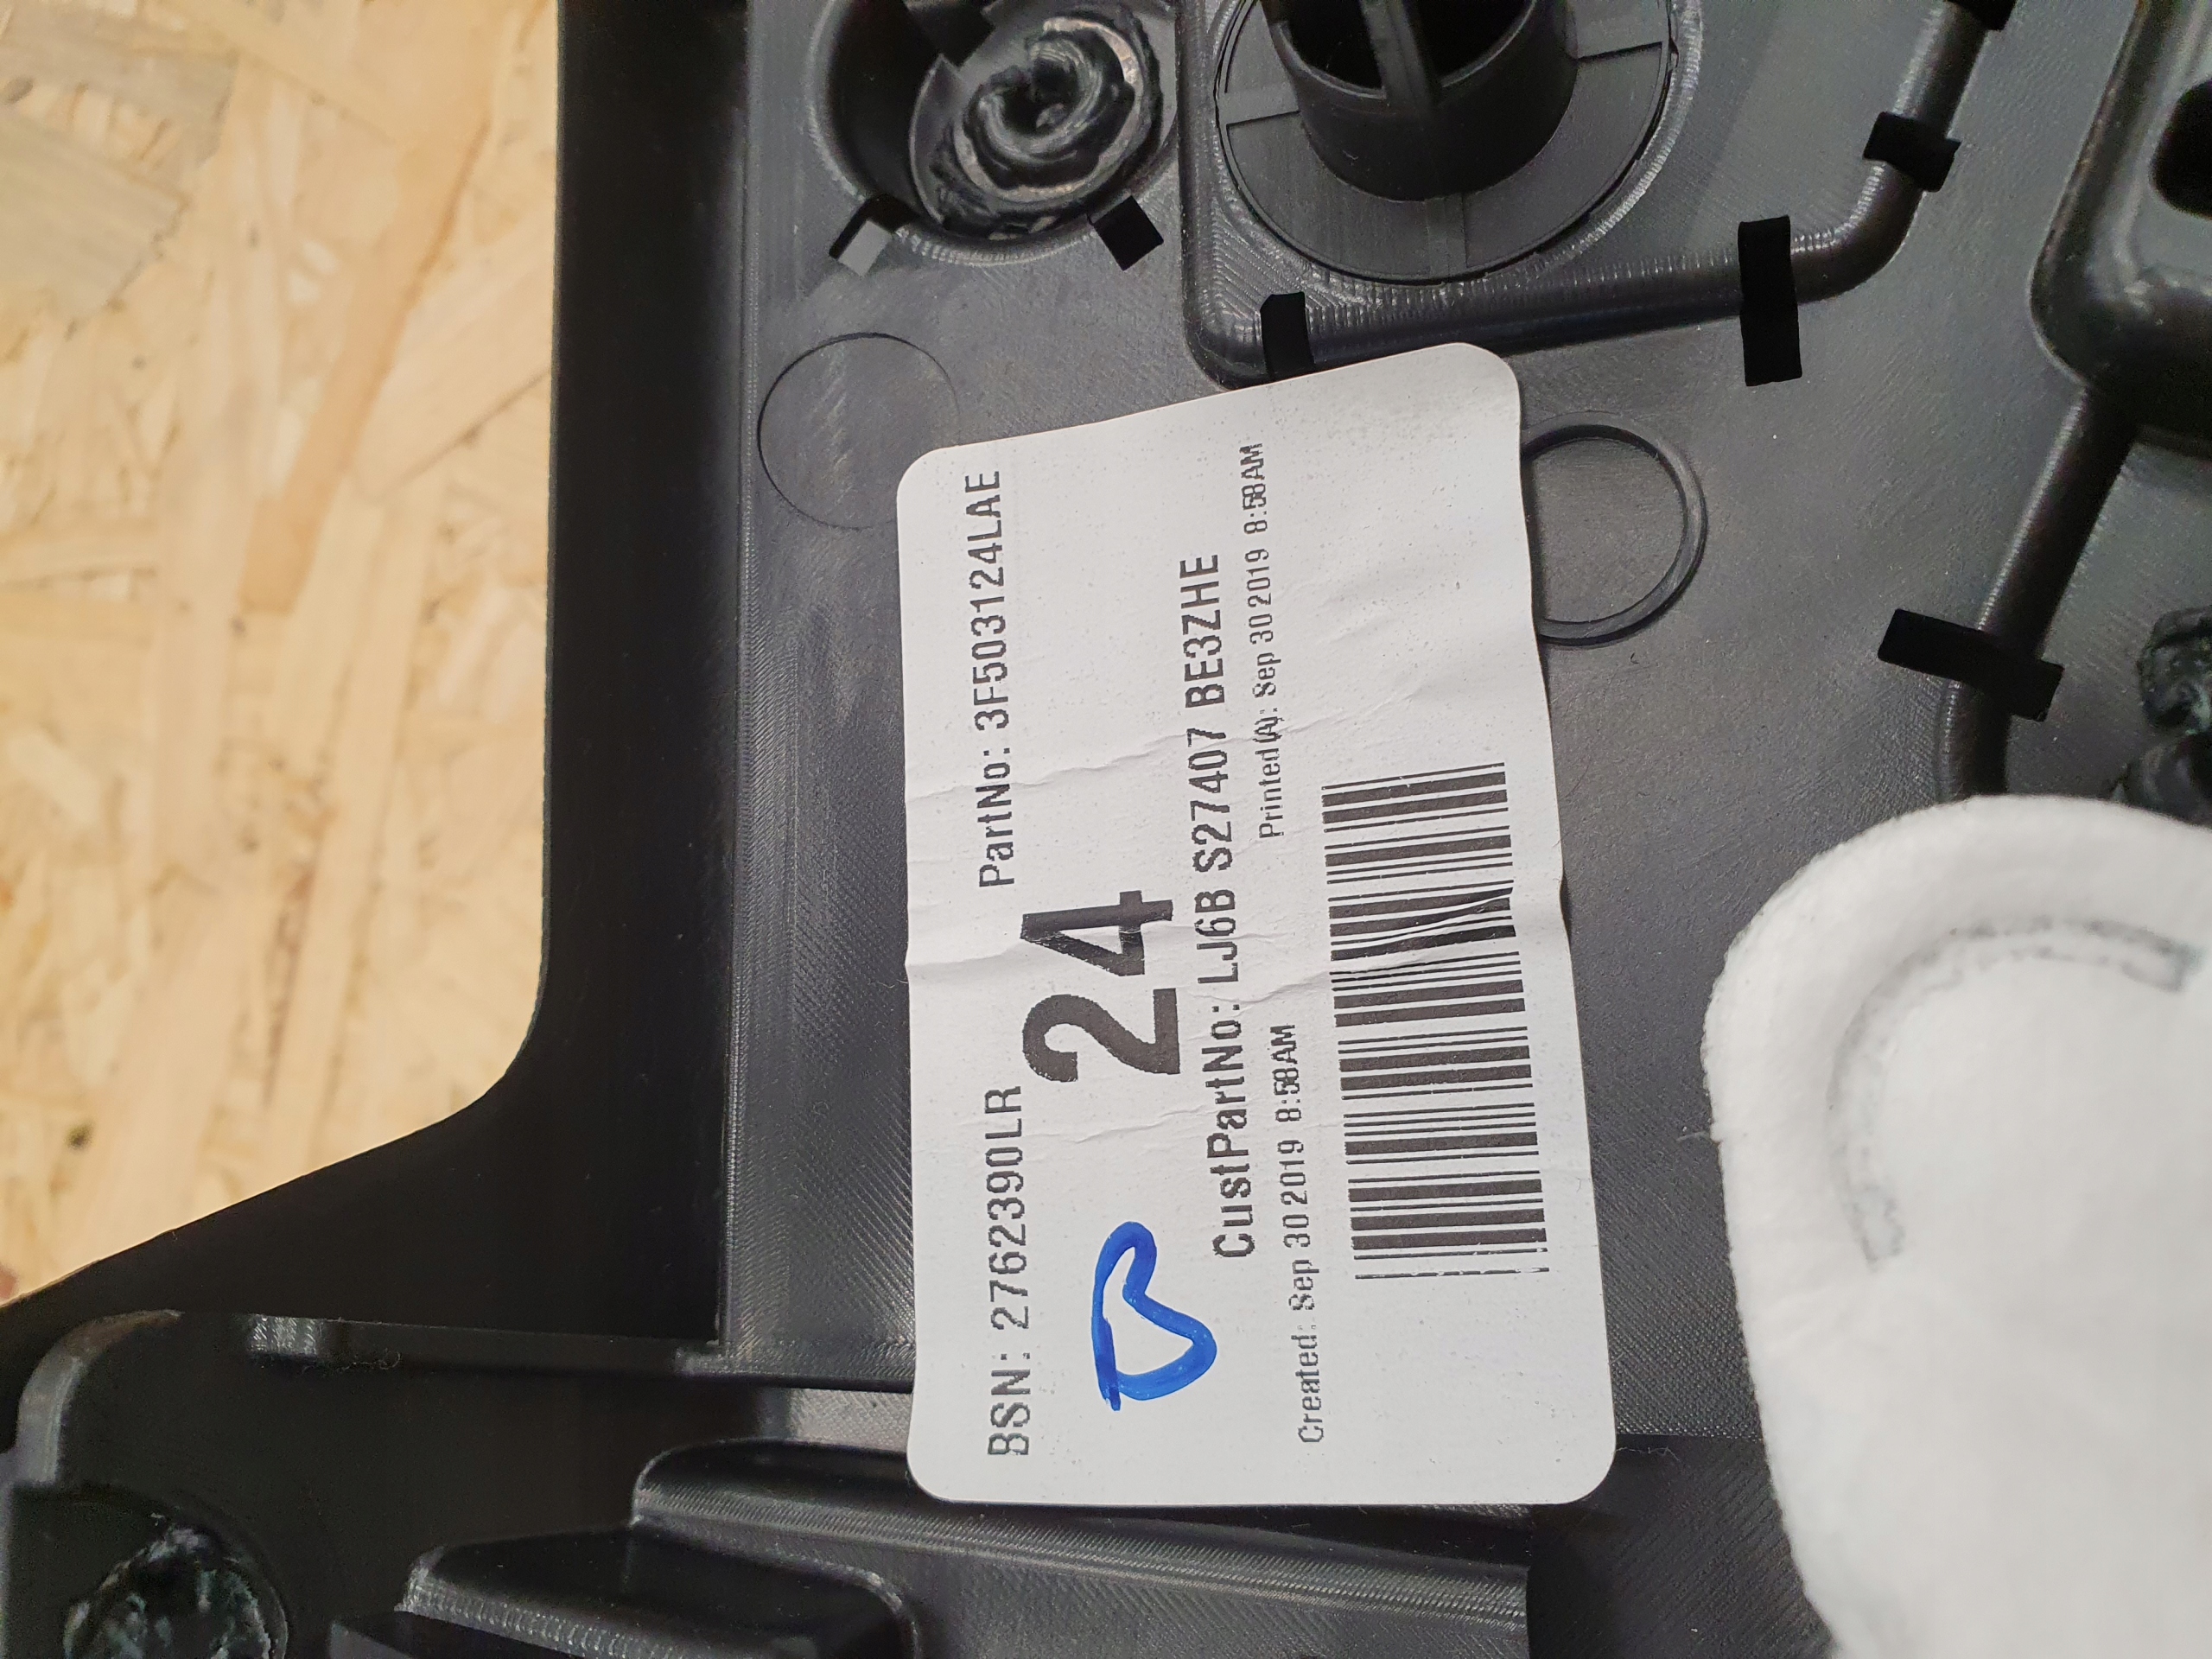 BSN: 2762390LR PartNo: 3F503124LAE
24
CustPartNo: LJ6B S27407 BE3ZHE
Created: Sep 30 2019 8:58AM Printed(A): Sep 30 2019 8:58AM